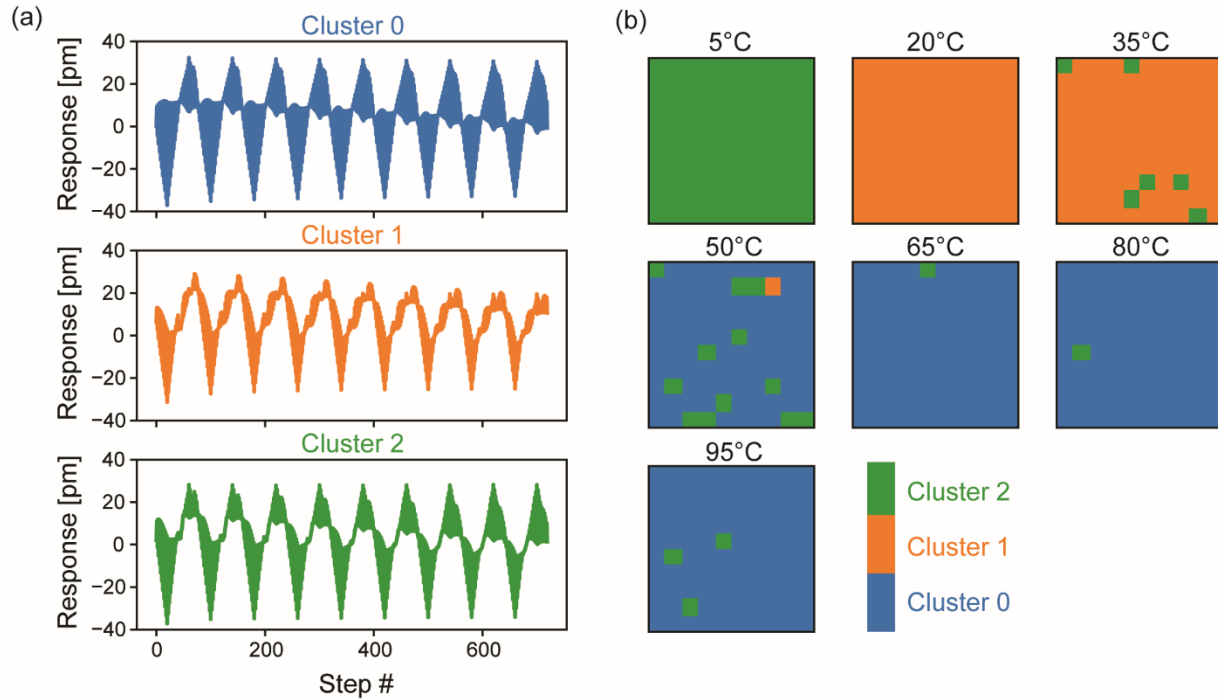 (a)
Cluster 0
Response [pm]
40
20
0
−20
−40
Cluster 1
Response [pm]
40
20
0
−20
−40
Cluster 2
Response [pm]
40
20
0
−20
−40
0 200 400 600
Step #
(b)
5°C 20°C 35°C
50°C 65°C 80°C
95°C
Cluster 2
Cluster 1
Cluster 0